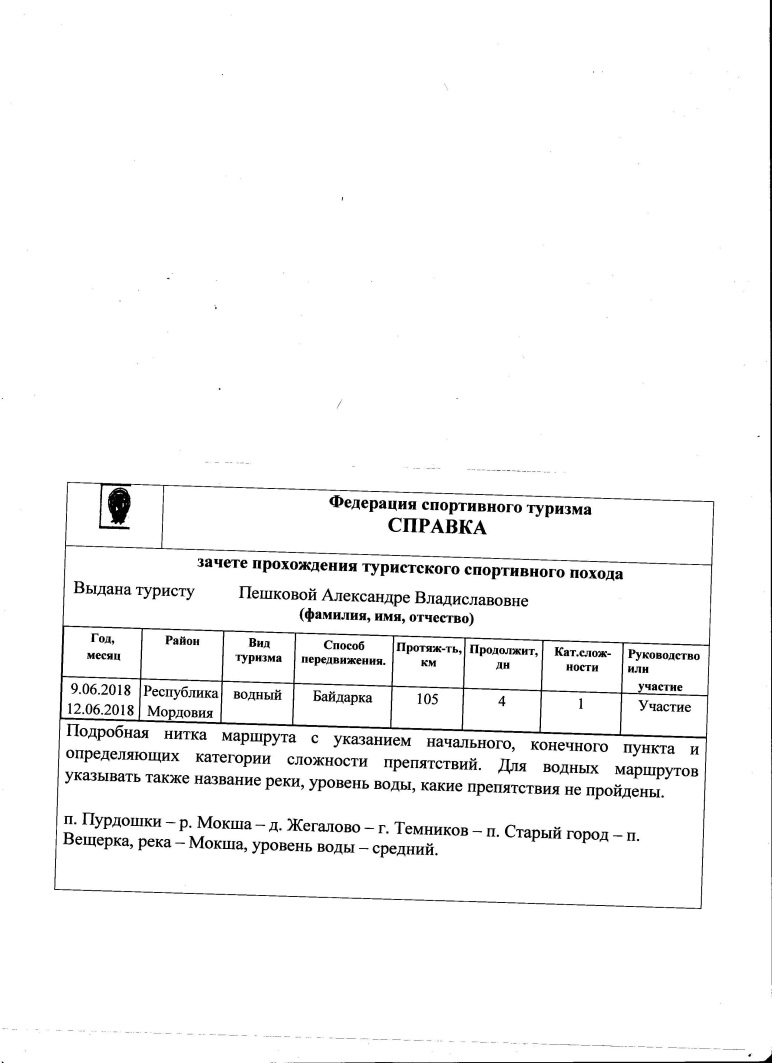 Федерация спортивного туризма
СПРАВКА
зачете прохождения туристского спортивного похода
Выдана туристу Пешковой Александре Владиславовне
(фамилия, имя, отчество)
Год, месяц Район Вид туризма Способ передвижения. Протяж-ть, км Продолжит, дн Кат.слож-ности Руководство или участие
9.06.2018 12.06.2018 Республика Мордовия водный Байдарка 105 4 1 Участие
Подробная нитка маршрута с указанием начального, конечного пункта и
определяющих категории сложности препятствий. Для водных маршрутов
указывать также название реки, уровень воды, какие препятствия не пройдены.
п. Пурдошки – р. Мокша – д. Жегалово – г. Темников – п. Старый город – п.
Вещерка, река – Мокша, уровень воды – средний.